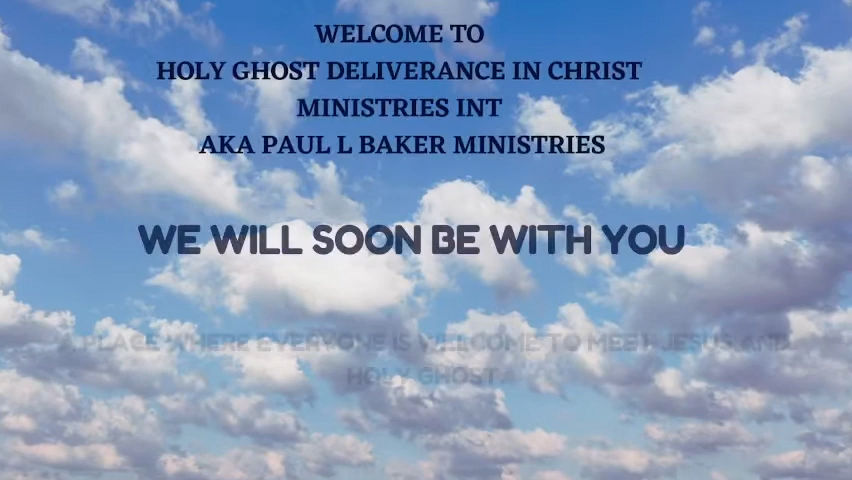 WELCOME TO
HOLY GHOST DELIVERANCE IN CHRIST
MINISTRIES INT
AKA PAUL L BAKER MINISTRIES
WE WILL SOON BE WITH YOU
A PLACE WHERE EVERYONE IS WELCOME TO MEET JESUS AND
HOLY GHOST